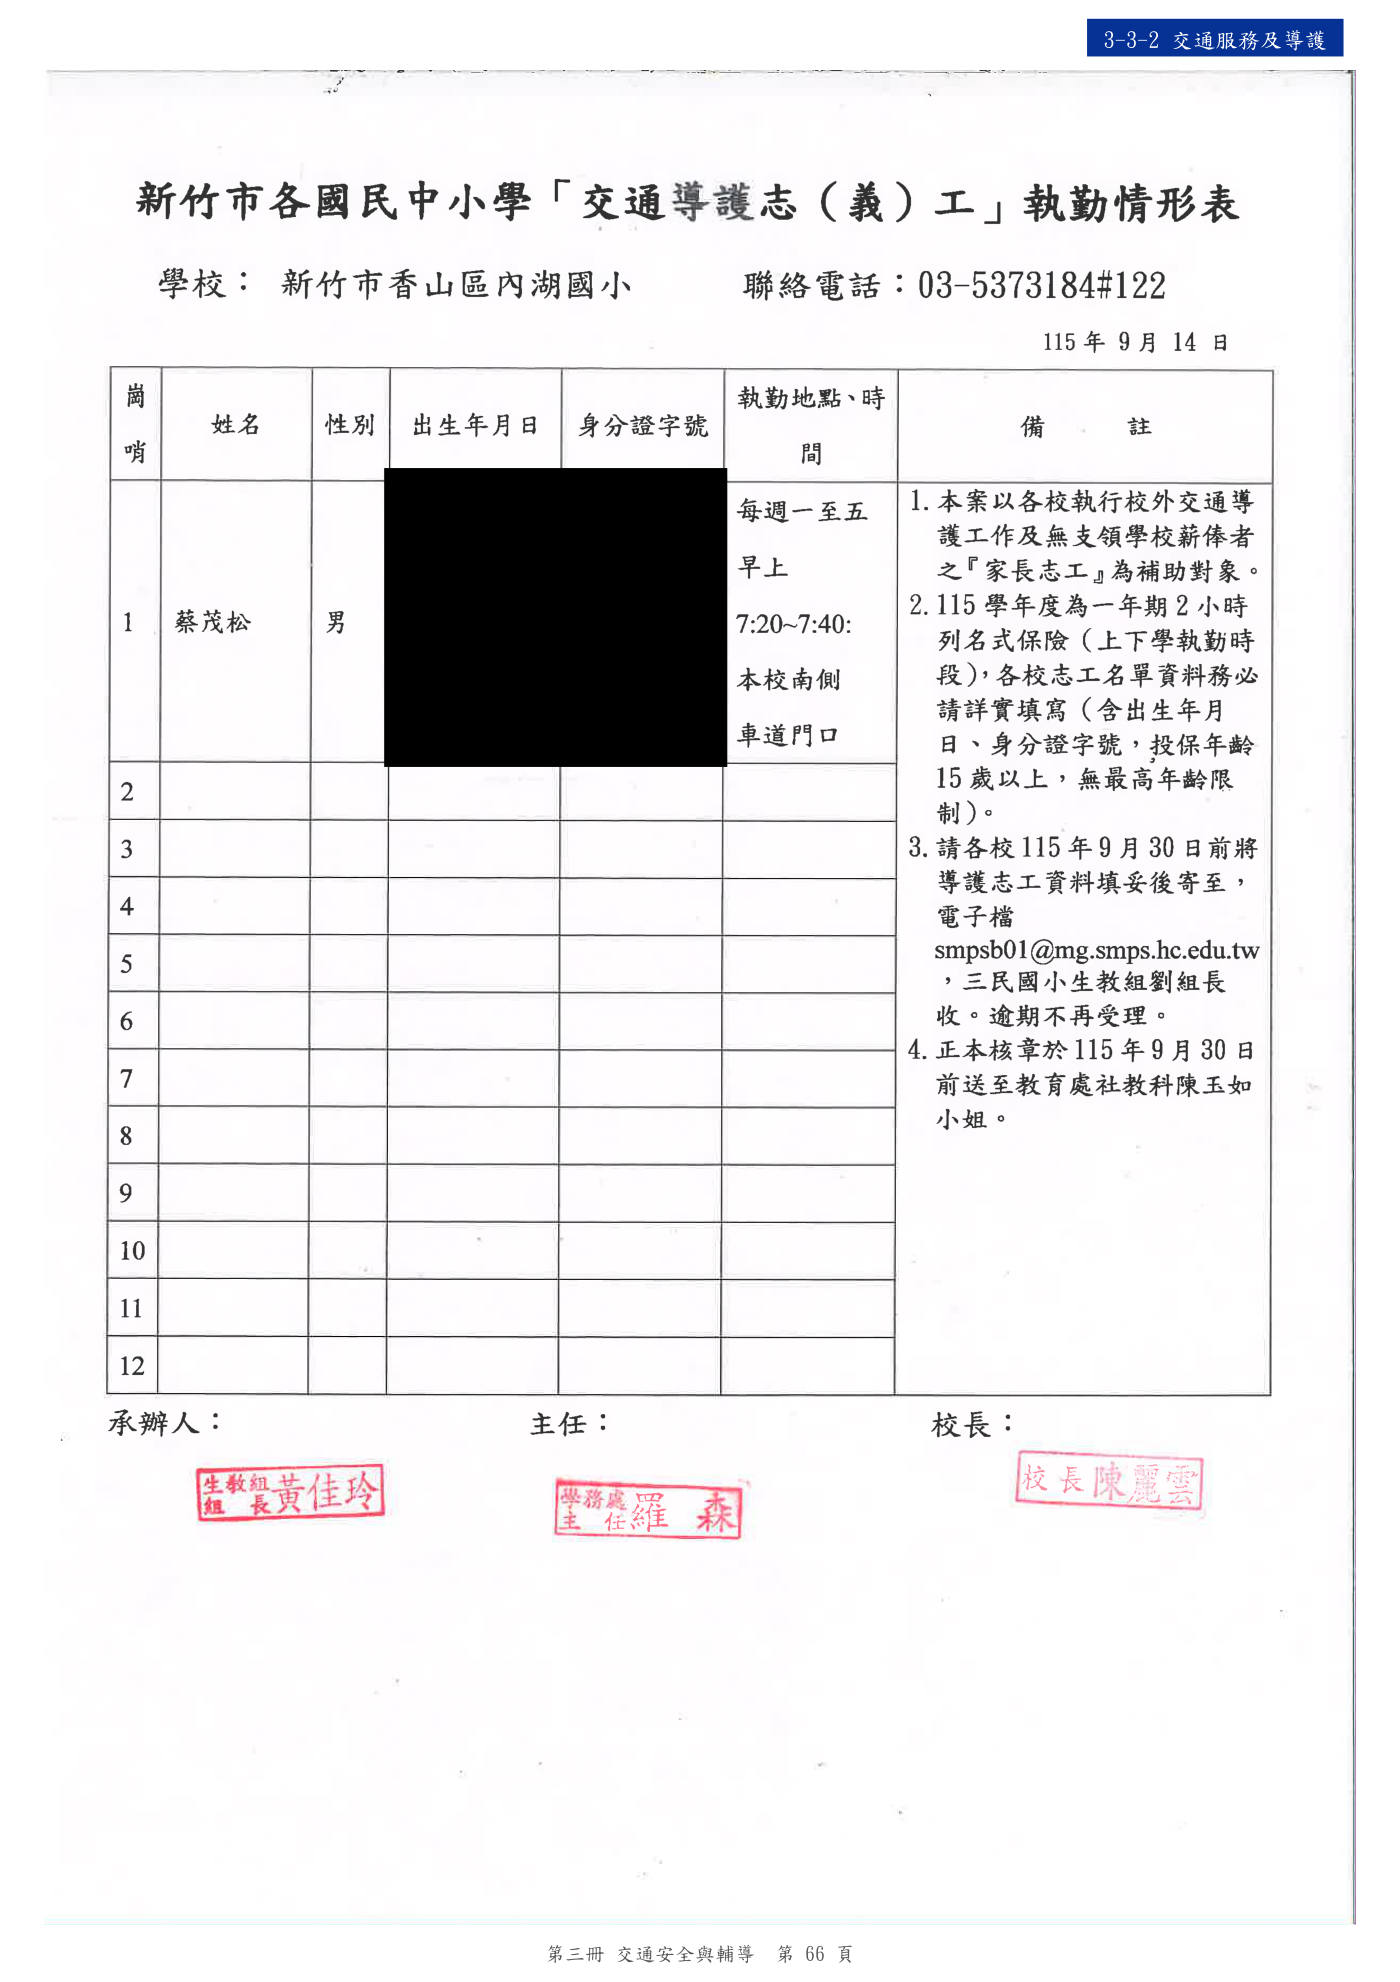 3-3-2 交通服務及導護
新竹市各國民中小學「交通導護志（義）工」執勤情形表
學校： 新竹市香山區內湖國小 聯絡電話：03-5373184#122
115 年 9 月 14 日
崗哨 姓名 性別 出生年月日 身分證字號 執勤地點、時間 備 註
1 蔡茂松 男
每週一至五
早上
7:20~7:40:
本校南側
車道門口
1. 本案以各校執行校外交通導
護工作及無支領學校薪俸者
之『家長志工』為補助對象。
2. 115 學年度為一年期 2 小時
列名式保險（上下學執勤時
段），各校志工名單資料務必
請詳實填寫（含出生年月
日、身分證字號，投保年齡
15 歲以上，無最高年齡限
制）。
3. 請各校 115 年 9 月 30 日前將
導護志工資料填妥後寄至，
電子檔
smpsb01@mg.smps.hc.edu.tw
，三民國小生教組劉組長
收。逾期不再受理。
4. 正本核章於 115 年 9 月 30 日
前送至教育處社教科陳玉如
小姐。
2
3
4
5
6
7
8
9
10
11
12
承辦人： 主任： 校長：
生教組組長黃佳玲
學務處主任羅森
校長陳麗雲
第三冊 交通安全與輔導 第 66 頁